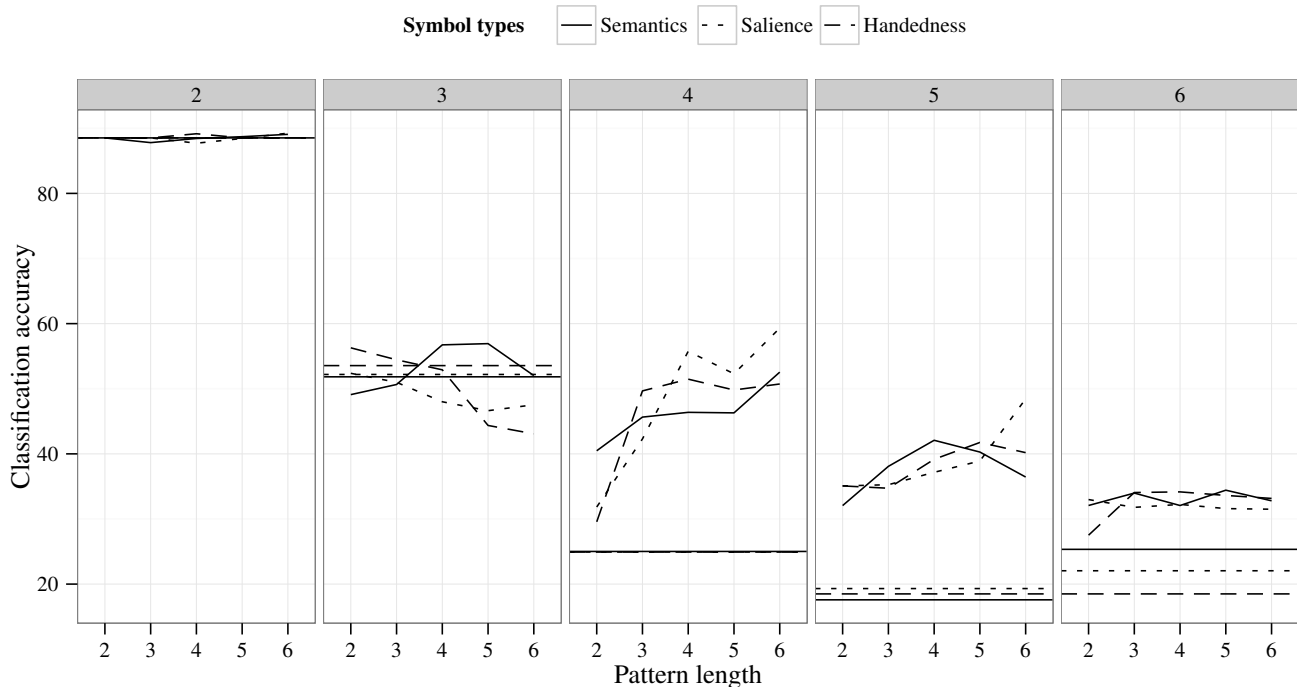 Symbol types Semantics Salience Handedness
2 3 4 5 6
Classification accuracy
80
60
40
20
2 3 4 5 6 2 3 4 5 6 2 3 4 5 6 2 3 4 5 6 2 3 4 5 6
Pattern length